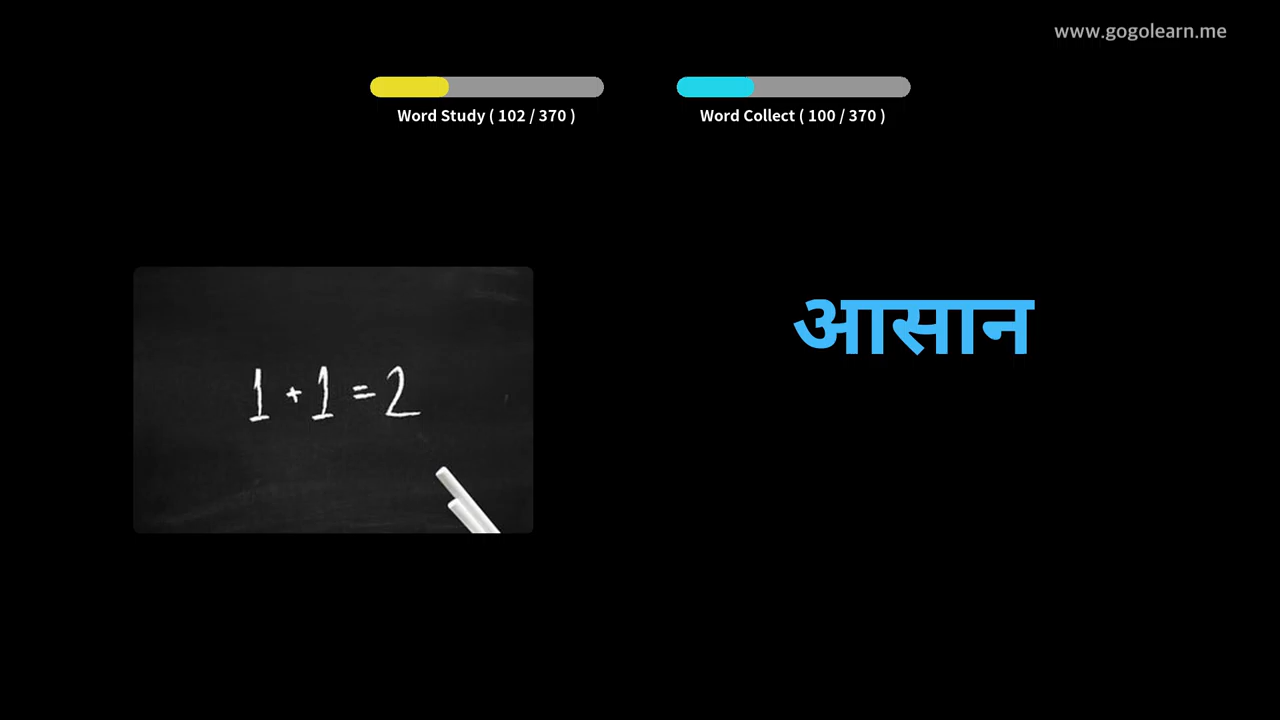 www.gogolearn.me
Word Study ( 102 / 370 )
Word Collect ( 100 / 370 )
आसान
1 + 1 = 2